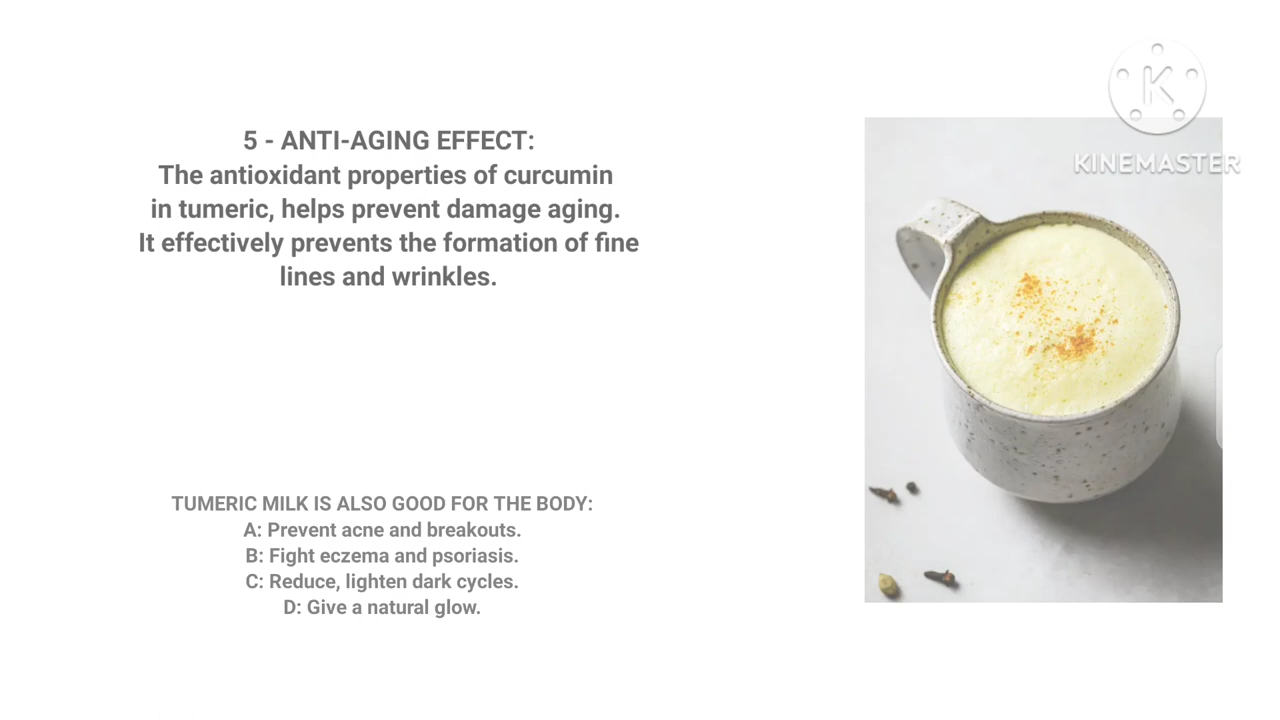 5 - ANTI-AGING EFFECT:
The antioxidant properties of curcumin
in tumeric, helps prevent damage aging.
It effectively prevents the formation of fine
lines and wrinkles.
TUMERIC MILK IS ALSO GOOD FOR THE BODY:
A: Prevent acne and breakouts.
B: Fight eczema and psoriasis.
C: Reduce, lighten dark cycles.
D: Give a natural glow.
K
KINEMASTER